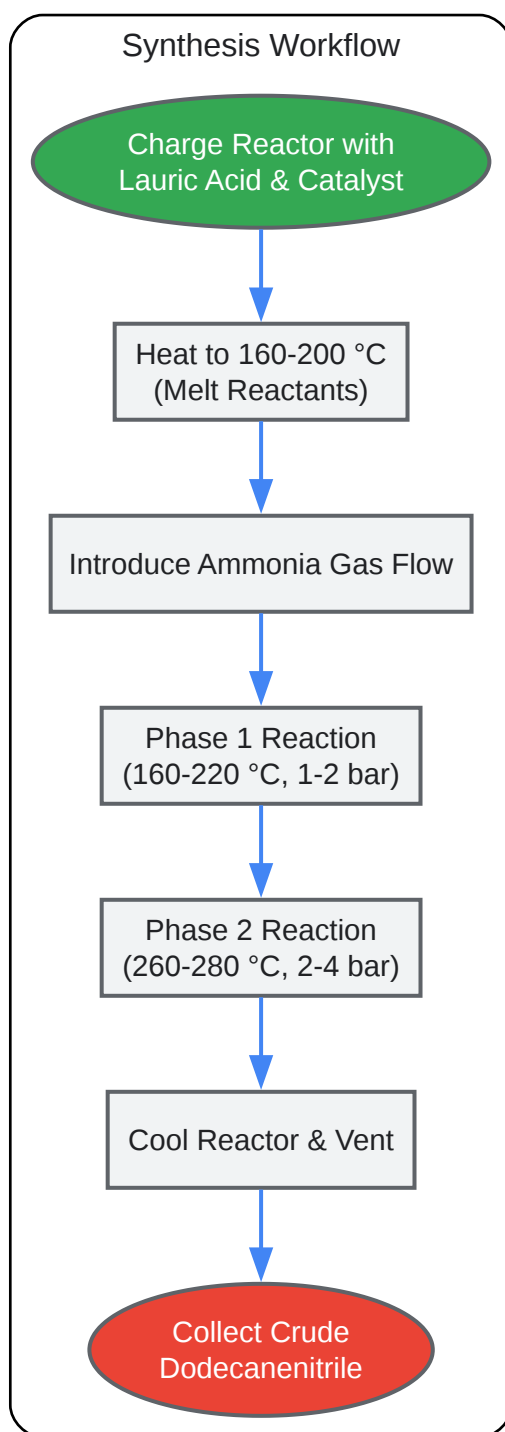 Synthesis Workflow
Charge Reactor with
Lauric Acid & Catalyst
Heat to 160-200 °C
(Melt Reactants)
Introduce Ammonia Gas Flow
Phase 1 Reaction
(160-220 °C, 1-2 bar)
Phase 2 Reaction
(260-280 °C, 2-4 bar)
Cool Reactor & Vent
Collect Crude
Dodecanenitrile